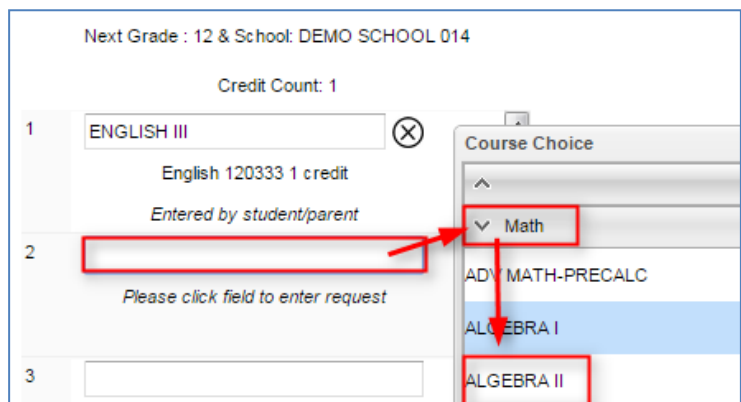 Next Grade : 12 & School: DEMO SCHOOL 014
Credit Count: 1
1
ENGLISH III
English 120333 1 credit
Entered by student/parent
2
Please click field to enter request
3
Course Choice
Math
ADV MATH-PRECALC
ALGEBRA I
ALGEBRA II